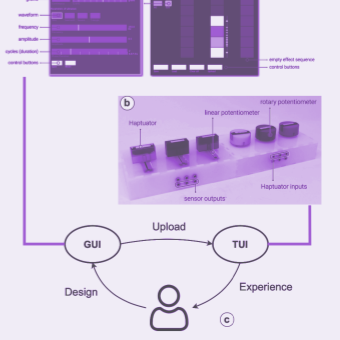 waveform
frequency
amplitude
cycles (duration)
control buttons
empty effect sequence
control buttons
b
rotary potentiometer
linear potentiometer
Haptuator
sensor outputs
Haptuator inputs
Upload
GUI
TUI
Design
Experience
c